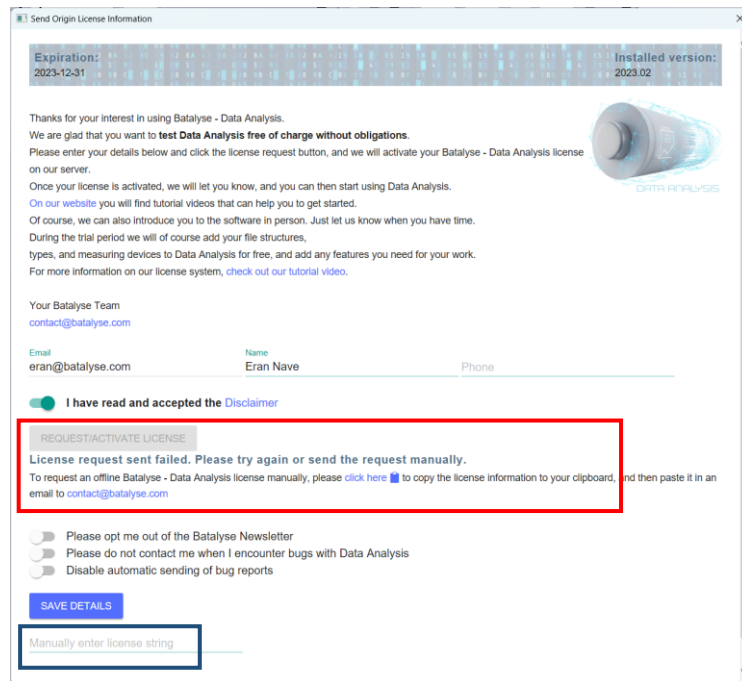 Send Origin License Information
Expiration:
2023-12-31
Installed version:
2023.02
Thanks for your interest in using Batalyse - Data Analysis.
We are glad that you want to test Data Analysis free of charge without obligations.
Please enter your details below and click the license request button, and we will activate your Batalyse - Data Analysis license
on our server.
Once your license is activated, we will let you know, and you can then start using Data Analysis.
On our website you will find tutorial videos that can help you to get started.
Of course, we can also introduce you to the software in person. Just let us know when you have time.
During the trial period we will of course add your file structures,
types, and measuring devices to Data Analysis for free, and add any features you need for your work.
For more information on our license system, check out our tutorial video.
DATA ANALYSIS
Your Batalyse Team
contact@batalyse.com
Email
eran@batalyse.com
Name
Eran Nave
Phone
I have read and accepted the Disclaimer
REQUEST/ACTIVATE LICENSE
License request sent failed. Please try again or send the request manually.
To request an offline Batalyse - Data Analysis license manually, please click here to copy the license information to your clipboard, and then paste it in an
email to contact@batalyse.com
Please opt me out of the Batalyse Newsletter
Please do not contact me when I encounter bugs with Data Analysis
Disable automatic sending of bug reports
SAVE DETAILS
Manually enter license string